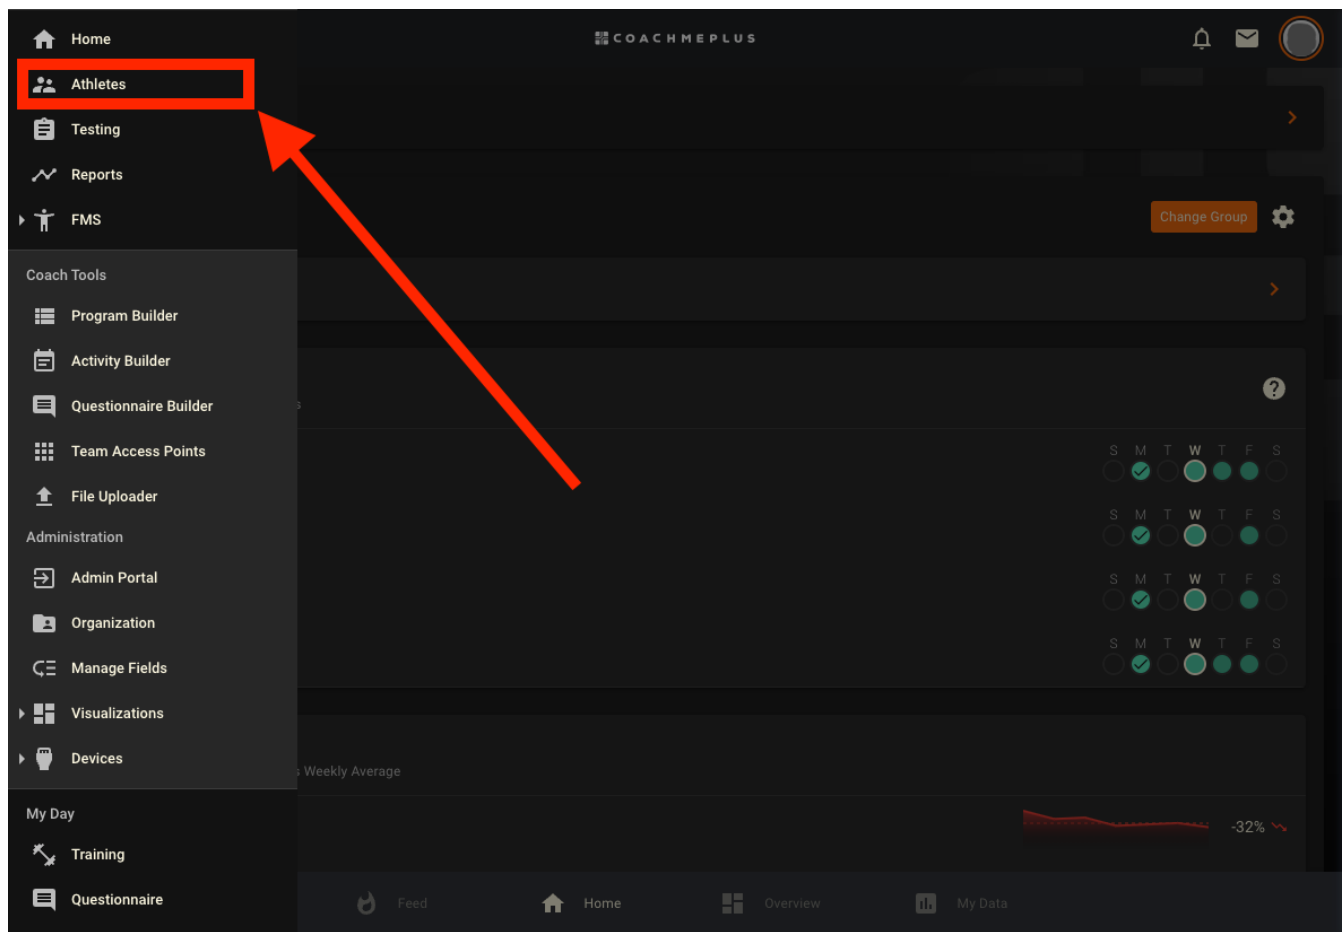 Home
COACHMEPLUS
Athletes
Testing
Reports
FMS
Change Group
Coach Tools
Program Builder
Activity Builder
Questionnaire Builder
s
Team Access Points
S M T W T F S
File Uploader
S M T W T F S
Administration
Admin Portal
S M T W T F S
Organization
S M T W T F S
Manage Fields
Visualizations
Devices
s Weekly Average
My Day
-32%
Training
Questionnaire
Feed
Home
Overview
My Data